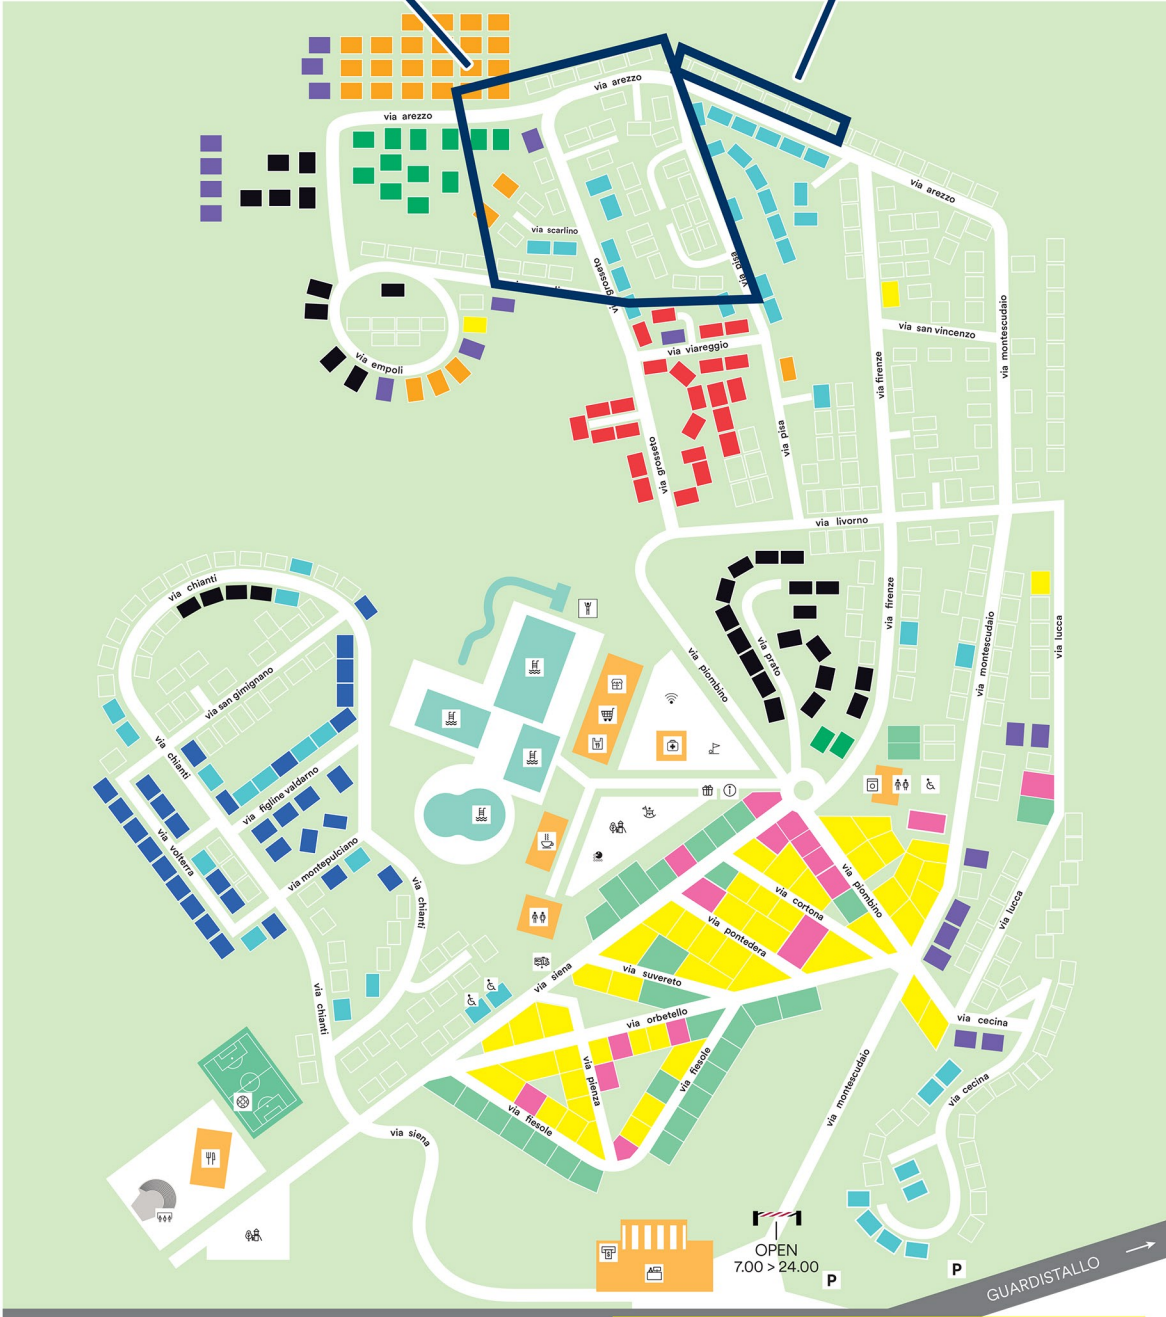 via arezzo
via arezzo
via arezzo
via scarlino
via grosseto
via pisa
via san vincenzo
via montescudaio
via firenze
via viareggio
via empoli
via grosseto
via pisa
via livorno
via chianti
via firenze
via montescudaio
via lucca
via prato
via piombino
via san gimignano
via chianti
via figline valdarno
via volterra
via montepulciano
via chianti
via piombino
via cortona
via pontedera
via lucca
via siena
via suvereto
via chianti
via orbetello
via cecina
via pienza
via fiesole
via montescudaio
via cecina
via fiesole
via siena
OPEN
7.00 > 24.00
P
P
GUARDISTALLO